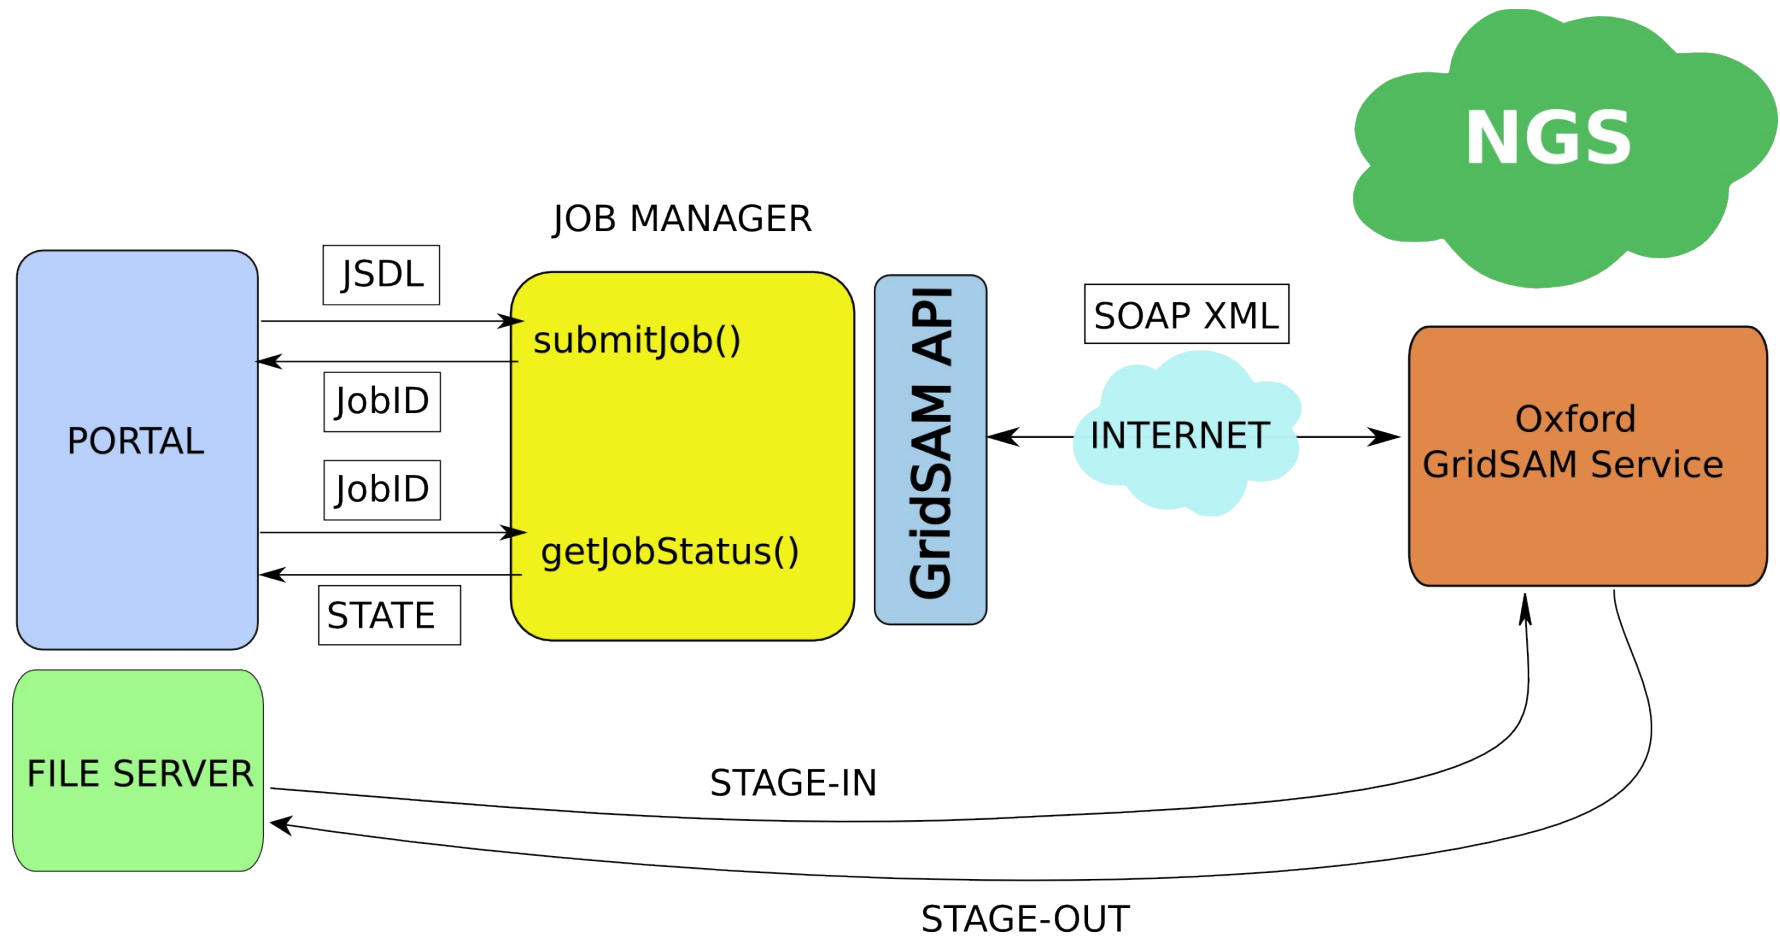 NGS
JOB MANAGER
JSDL
submitJob()
JobID
PORTAL
JobID
getJobStatus()
STATE
GridSAM API
SOAP XML
INTERNET
Oxford
GridSAM Service
FILE SERVER
STAGE-IN
STAGE-OUT